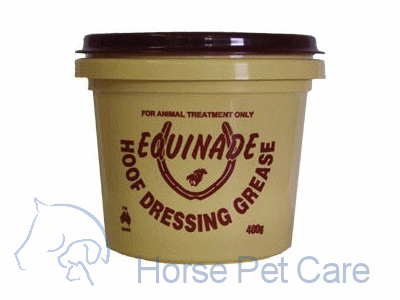 FOR ANIMAL TREATMENT ONLY
EQUINADE
HOOF DRESSING GREASE
400g
Horse Pet Care